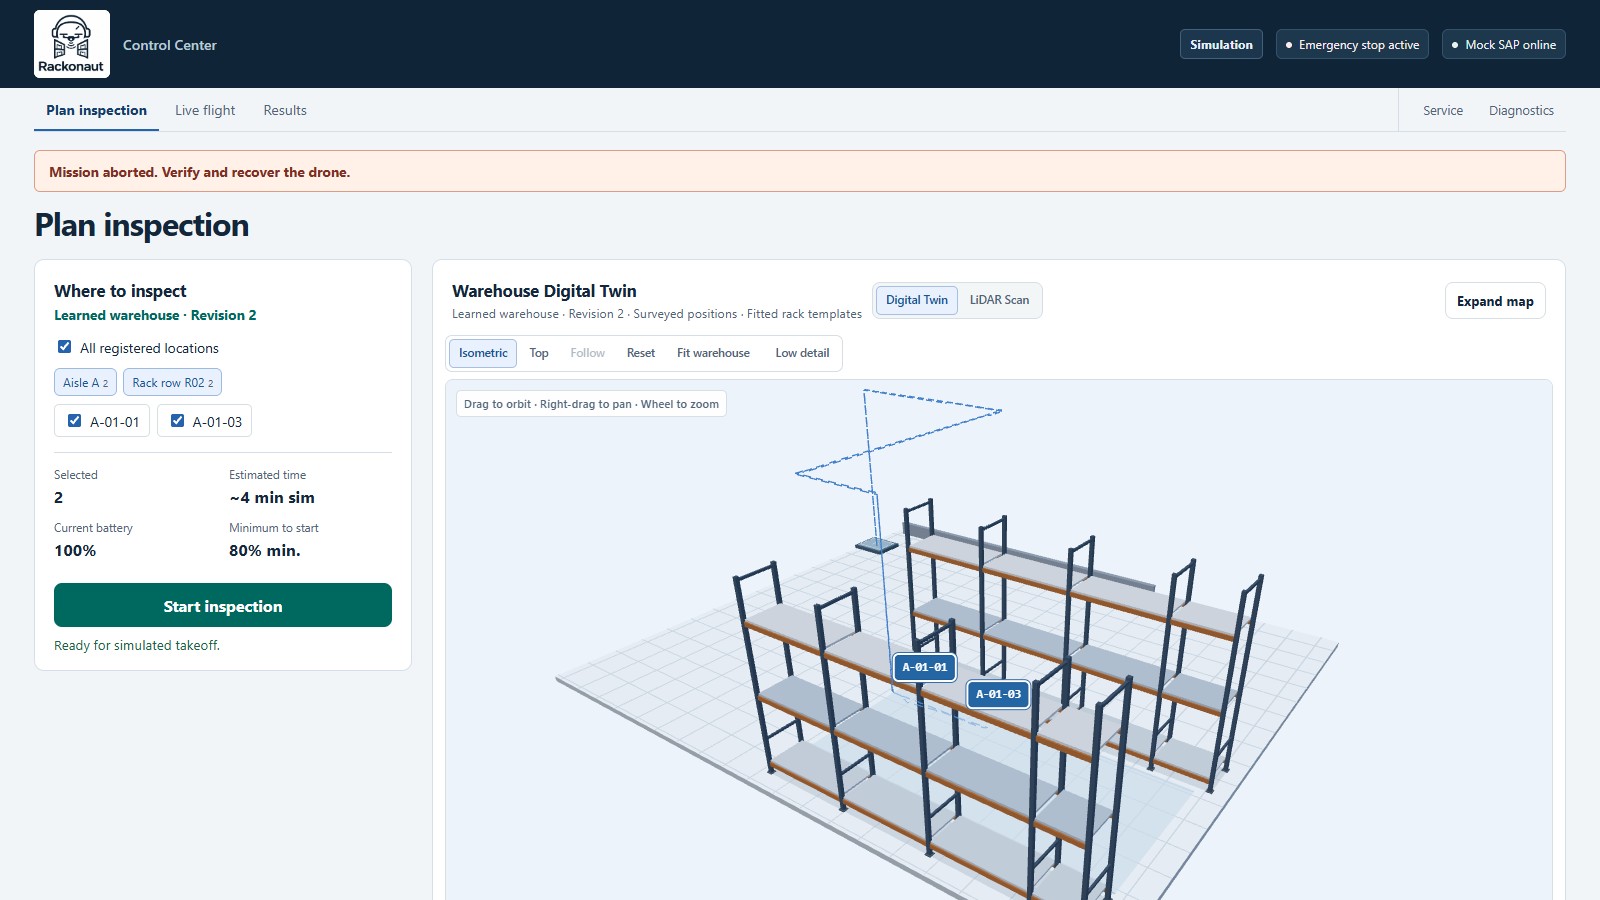 Rackonaut
Control Center
Simulation
Emergency stop active
Mock SAP online
Plan inspection
Live flight
Results
Service
Diagnostics
Mission aborted. Verify and recover the drone.
Plan inspection
Where to inspect
Learned warehouse · Revision 2
All registered locations
Aisle A 2
Rack row R02 2
A-01-01
A-01-03
Selected
2
Estimated time
~4 min sim
Current battery
100%
Minimum to start
80% min.
Start inspection
Ready for simulated takeoff.
Warehouse Digital Twin
Learned warehouse · Revision 2 · Surveyed positions · Fitted rack templates
Digital Twin
LiDAR Scan
Expand map
Isometric
Top
Follow
Reset
Fit warehouse
Low detail
Drag to orbit · Right-drag to pan · Wheel to zoom
A-01-01
A-01-03